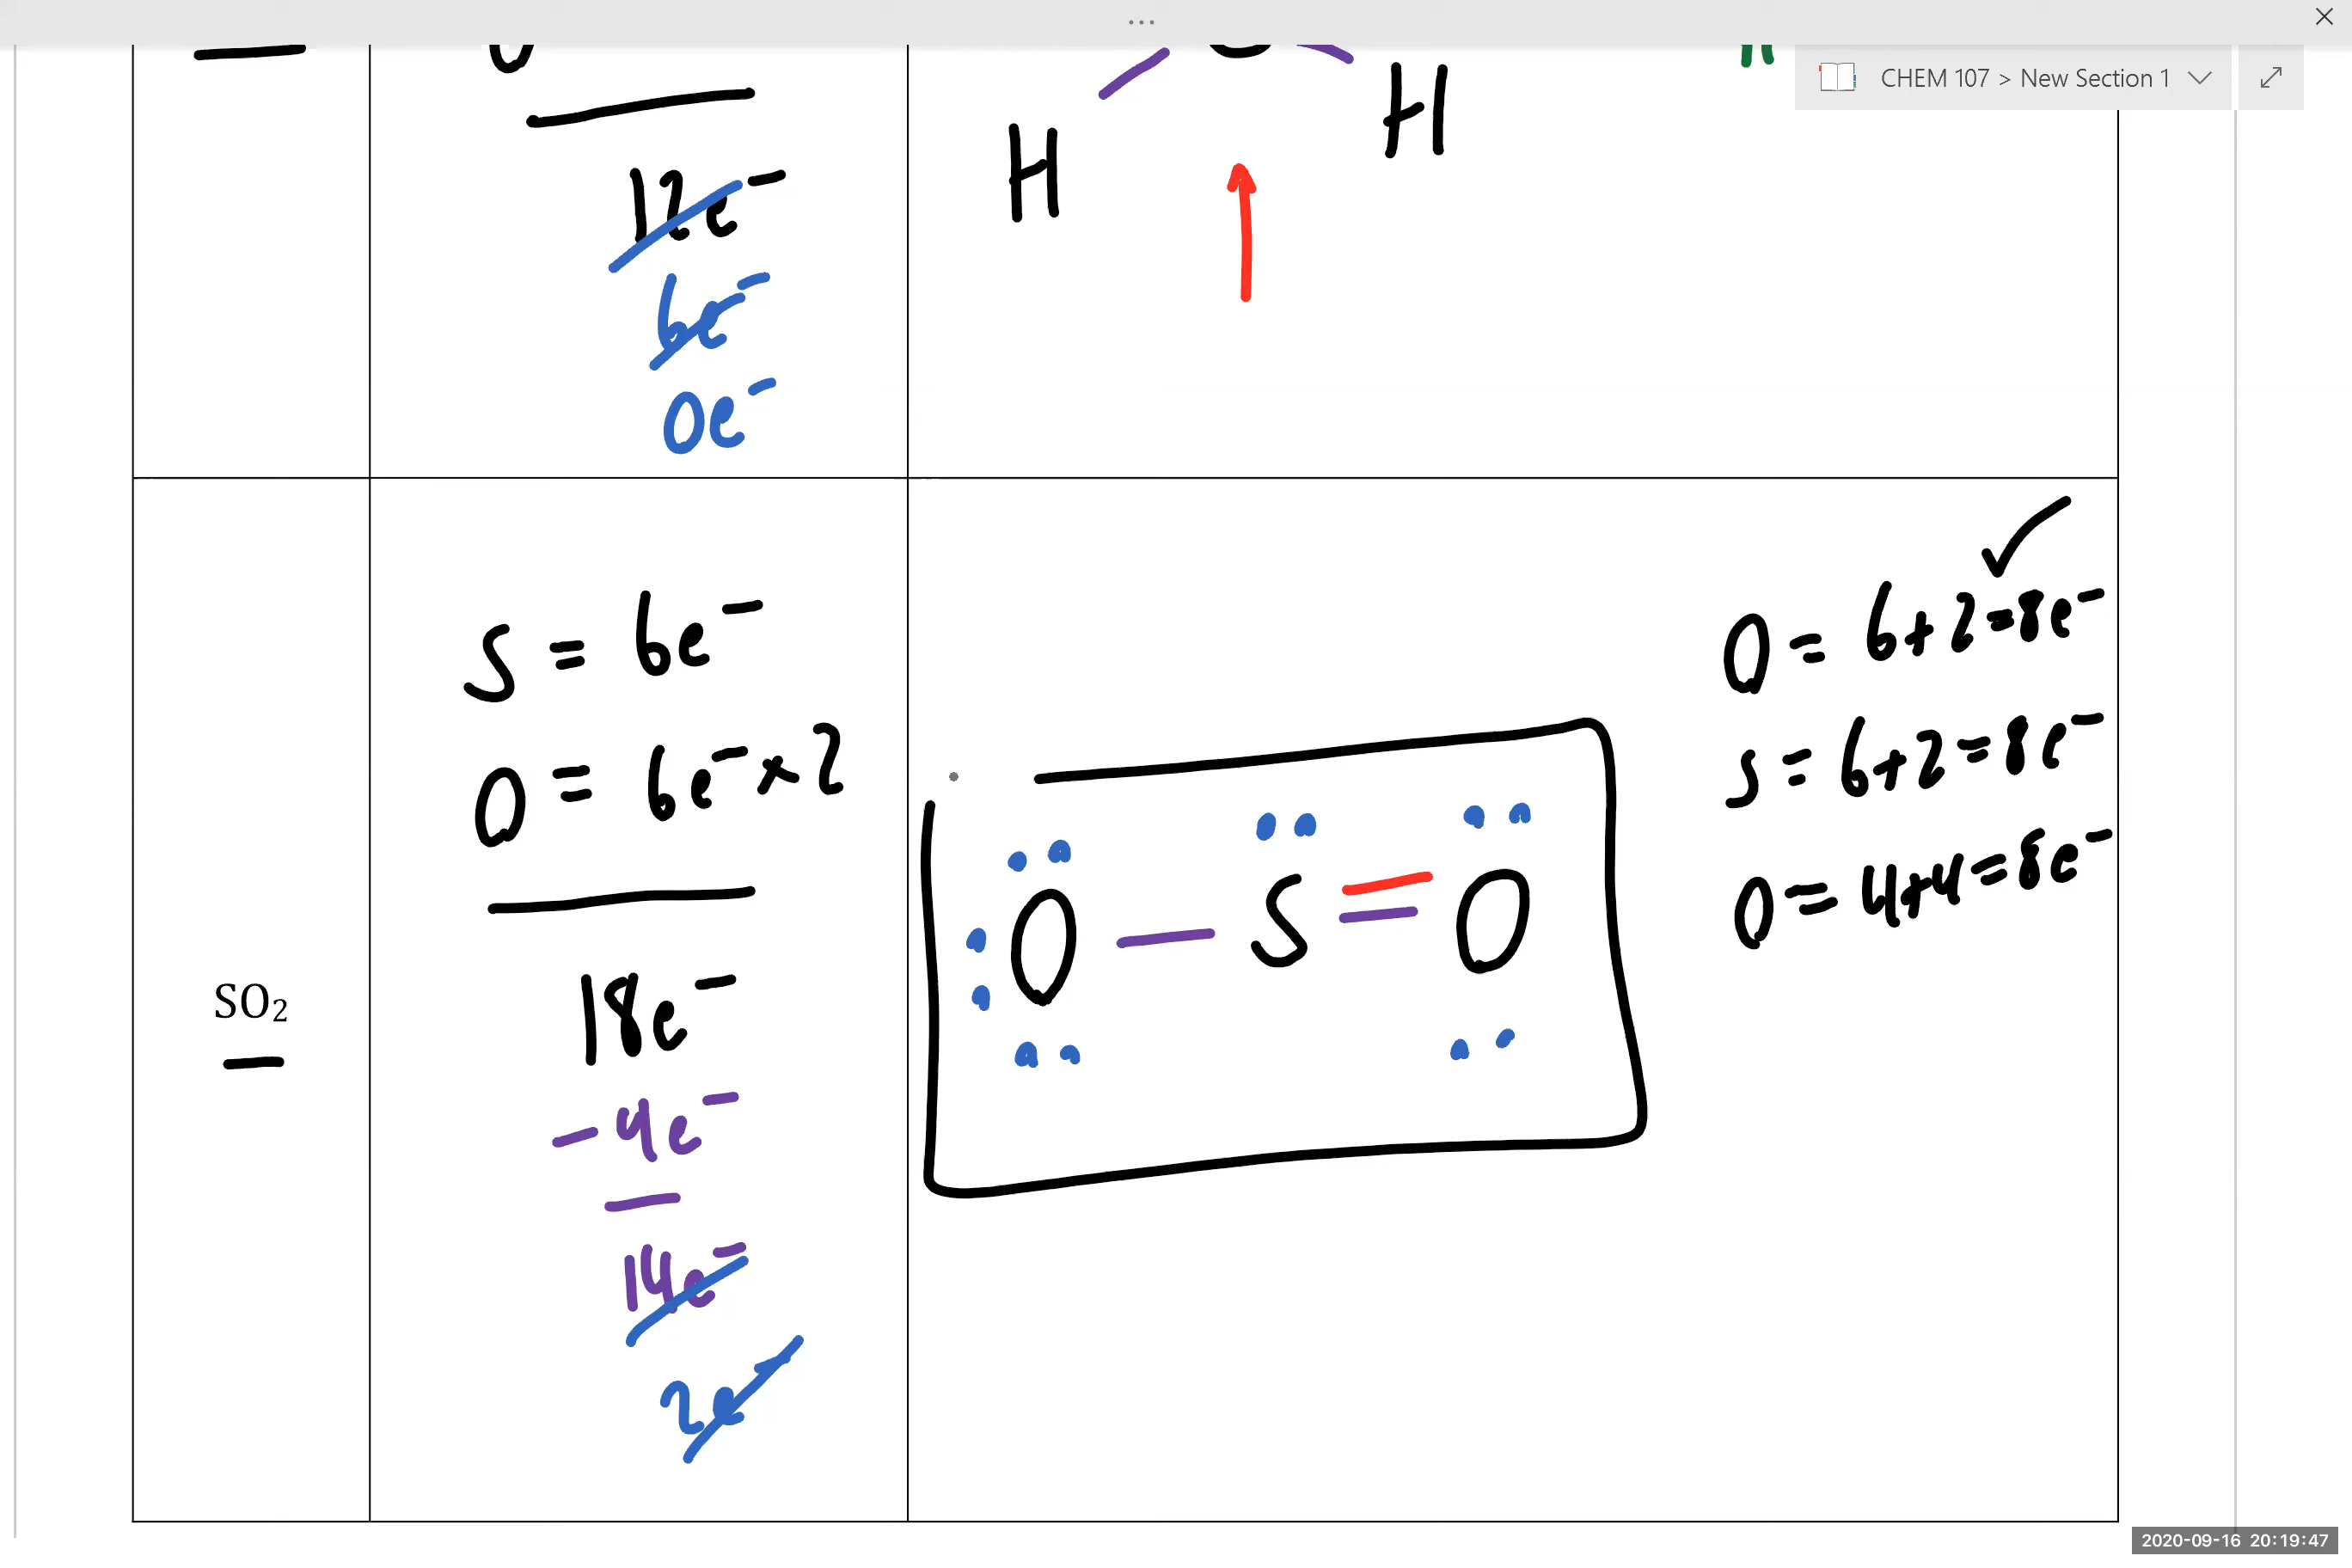 CHEM 107 > New Section 1
H
H
12e⁻
6e⁻
0e⁻
SO₂
S = 6e⁻
O = 6e⁻ × 2
18e⁻
- 4e⁻
14e⁻
2e⁻
O - S = O
O = 6+2=8e⁻
S = 6+2=8e⁻
O = 4+4=8e⁻
2020-09-16 20:19:47